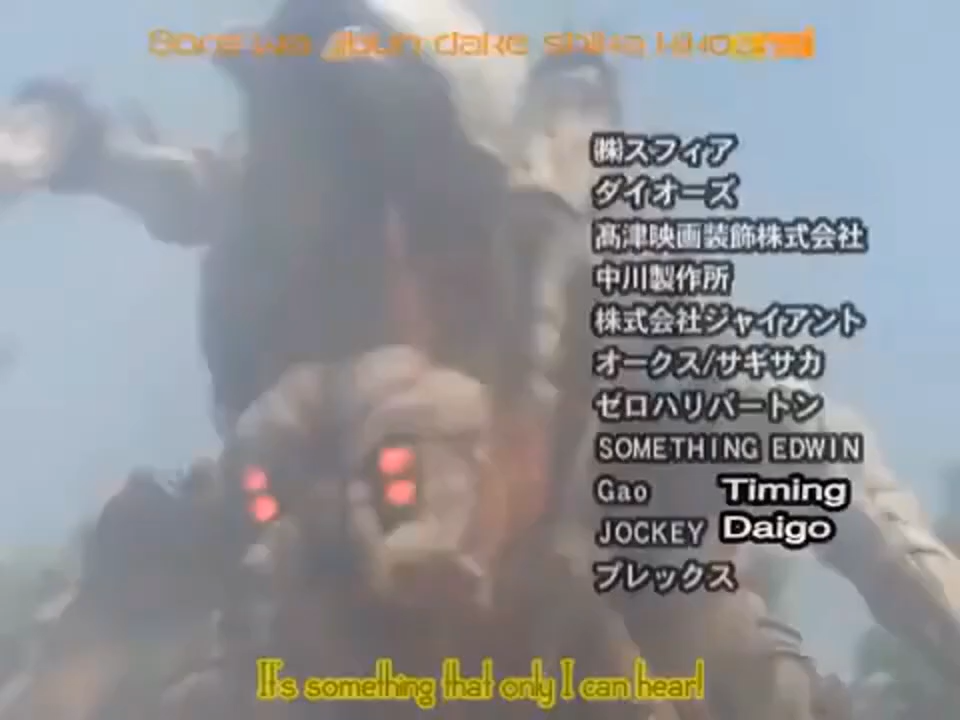 Sore wa jibun dake shika kikoenai
㈱スフィア
ダイオーズ
髙津映画装飾株式会社
中川製作所
株式会社ジャイアント
オークス/サギサカ
ゼロハリバートン
SOMETHING EDWIN
Gao Timing
JOCKEY Daigo
ブレックス
It's something that only I can hear!